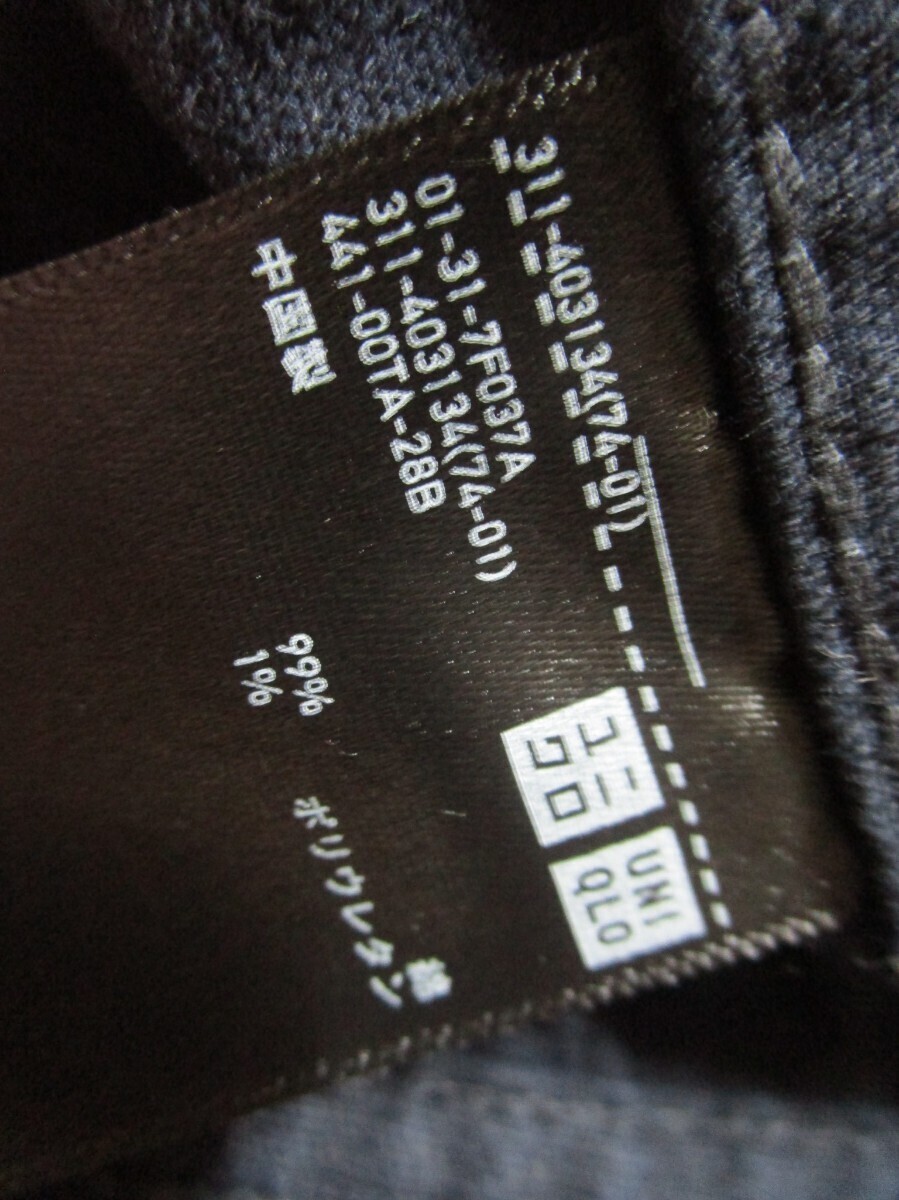 311-403134(74-01)
ユニ
クロ
UNI
QLO
綿 99%
ポリウレタン 1%
01-31-7F037A
311-403134(74-01)
441-00TA-28B
中国製